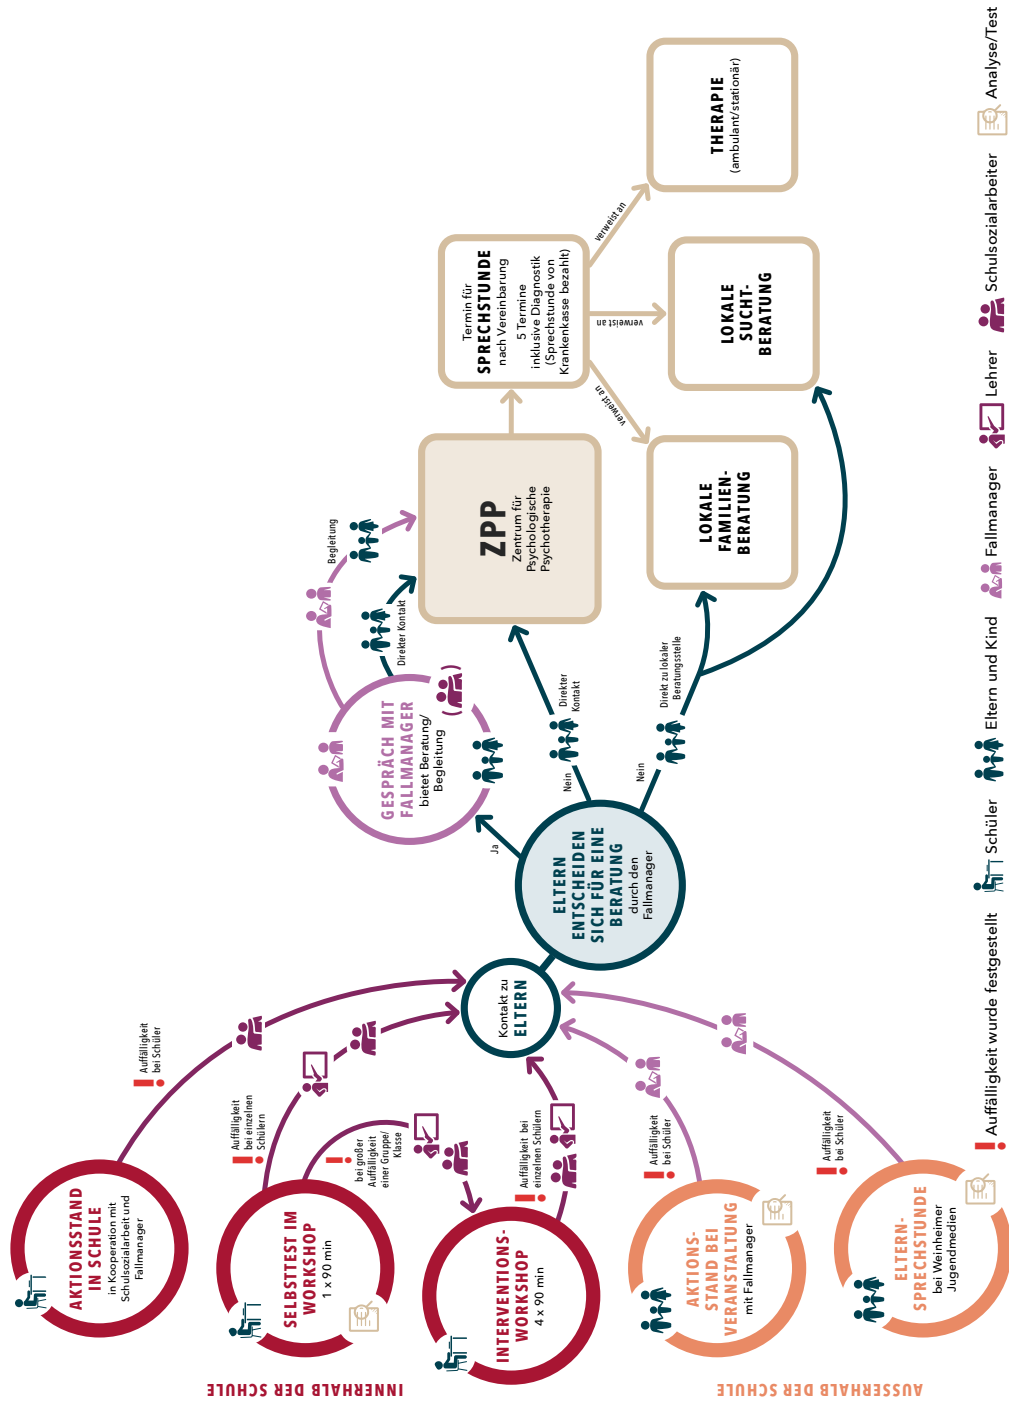 INNERHALB DER SCHULE
AKTIONSSTAND
IN SCHULE
in Kooperation mit
Schulsozialarbeit und
Fallmanager
Auffälligkeit
bei Schüler
SELBSTTEST IM
WORKSHOP
1 x 90 min
Auffälligkeit
bei einzelnen
Schülern
bei großer
Auffälligkeit
einer Gruppe/
Klasse
INTERVENTIONS-
WORKSHOP
4 x 90 min
Auffälligkeit bei
einzelnen Schülern
AUSSERHALB DER SCHULE
AKTIONS-
STAND BEI
VERANSTALTUNG
mit Fallmanager
Auffälligkeit
bei Schüler
ELTERN-
SPRECHSTUNDE
bei Weinheimer
Jugendmedien
Auffälligkeit
bei Schüler
Kontakt zu
ELTERN
ELTERN
ENTSCHEIDEN
SICH FÜR EINE
BERATUNG
durch den
Fallmanager
Ja
Nein
Nein
GESPRÄCH MIT
FALLMANAGER
bietet Beratung/
Begleitung
Begleitung
Direkter Kontakt
Direkter
Kontakt
Direkt zu lokaler
Beratungsstelle
ZPP
Zentrum für
Psychologische
Psychotherapie
Termin für
SPRECHSTUNDE
nach Vereinbarung
5 Termine
inklusive Diagnostik
(Sprechstunde von
Krankenkasse bezahlt)
verweist an
verweist an
verweist an
LOKALE
FAMILIEN-
BERATUNG
LOKALE
SUCHT-
BERATUNG
THERAPIE
(ambulant/stationär)
Auffälligkeit wurde festgestellt
Schüler
Eltern und Kind
Fallmanager
Lehrer
Schulsozialarbeiter
Analyse/Test